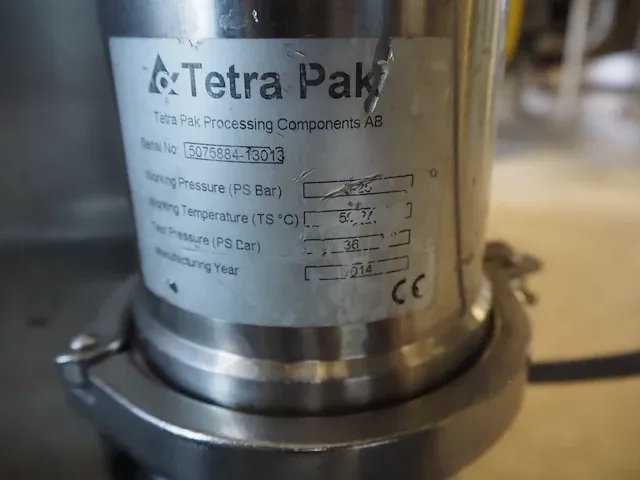 Tetra Pak
Tetra Pak Processing Components AB
Serial No: 5075884-13013
Working Pressure (PS Bar)
Working Temperature (TS °C)
Test Pressure (PS Bar) 36
Manufacturing Year
CE